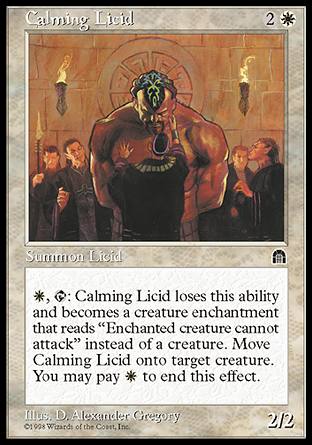 Calming Licid 2
Summon Licid
, : Calming Licid loses this ability
and becomes a creature enchantment
that reads “Enchanted creature cannot
attack” instead of a creature. Move
Calming Licid onto target creature.
You may pay to end this effect.
Illus. D. Alexander Gregory
©1998 Wizards of the Coast, Inc.
2/2